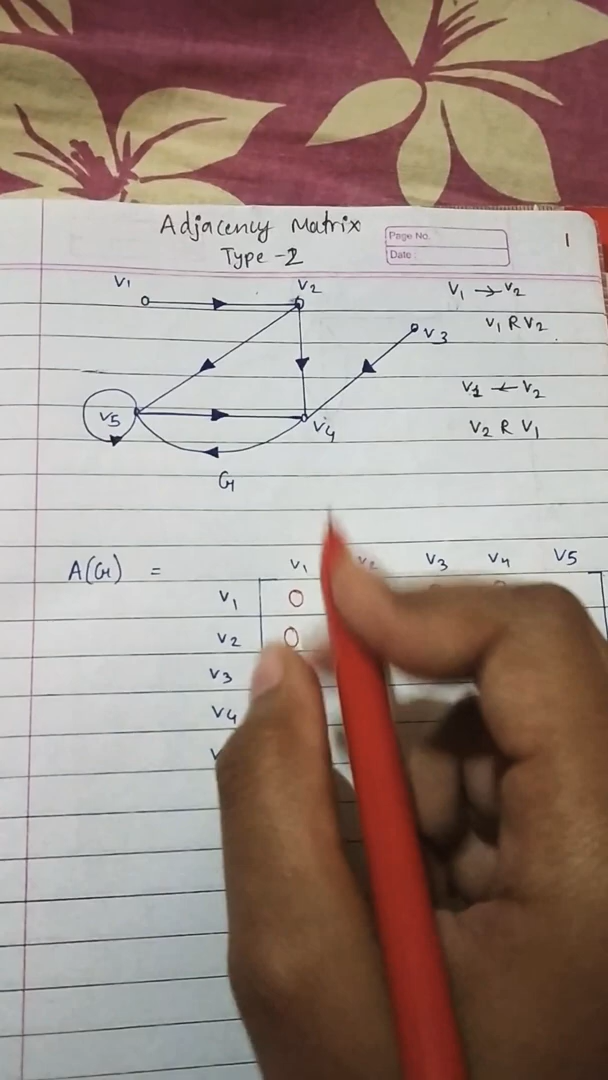 Adjacency Matrix
Type -2
Page No.
Date :
1
V1
V2
V1 → V2
V3
V1 R V2
V1 ← V2
V5
V4
V2 R V1
G
A(G) =
V1 V2 V3 V4 V5
V1 0
V2 0
V3
V4